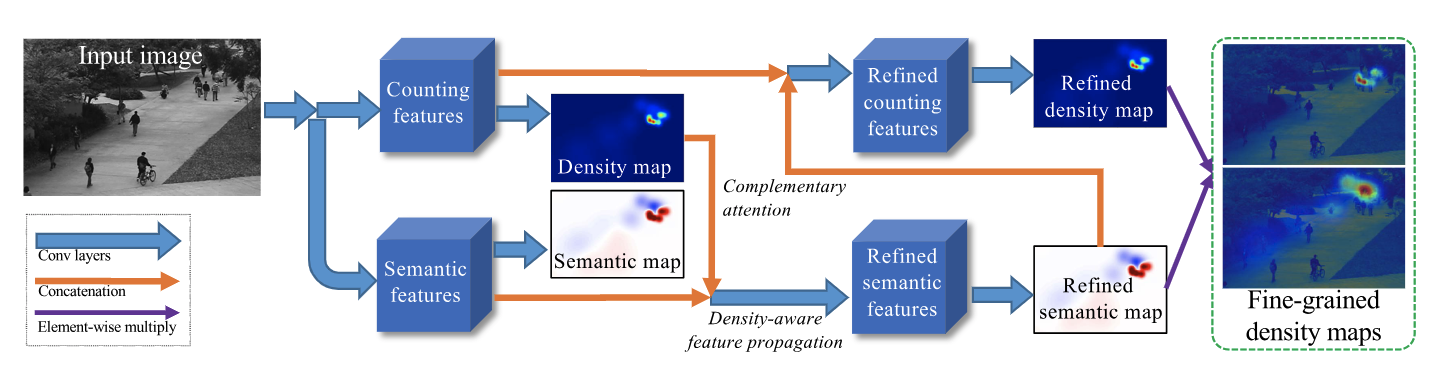 Input image
Counting
features
Density map
Semantic map
Semantic
features
Complementary
attention
Density-aware
feature propagation
Refined
counting
features
Refined
density map
Refined
semantic
features
Refined
semantic map
Fine-grained
density maps
Conv layers
Concatenation
Element-wise multiply